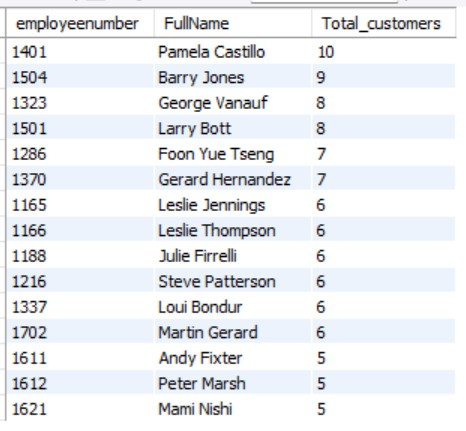 employeenumber FullName Total_customers
1401 Pamela Castillo 10
1504 Barry Jones 9
1323 George Vanauf 8
1501 Larry Bott 8
1286 Foon Yue Tseng 7
1370 Gerard Hernandez 7
1165 Leslie Jennings 6
1166 Leslie Thompson 6
1188 Julie Firrelli 6
1216 Steve Patterson 6
1337 Loui Bondur 6
1702 Martin Gerard 6
1611 Andy Fixter 5
1612 Peter Marsh 5
1621 Mami Nishi 5